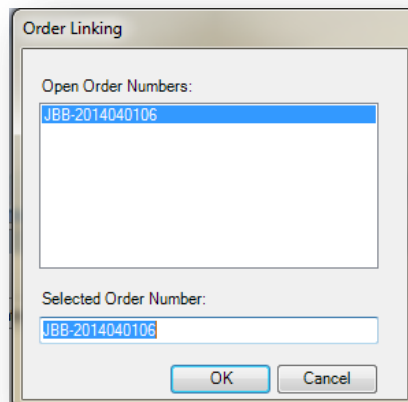 Order Linking
Open Order Numbers:
JBB-2014040106
Selected Order Number:
JBB-2014040106
OK Cancel